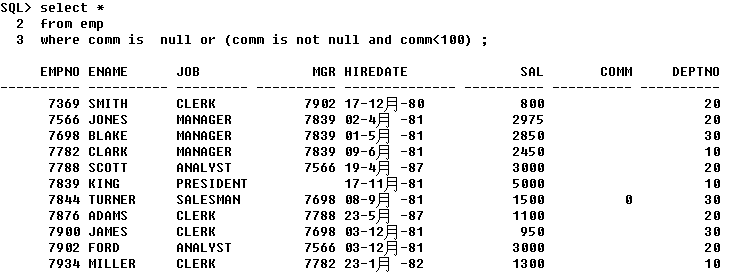 SQL> select *
  2  from emp
  3  where comm is  null or (comm is not null and comm<100) ;
     EMPNO ENAME      JOB              MGR HIREDATE              SAL       COMM     DEPTNO
---------- ---------- --------- ---------- -------------- ---------- ---------- ----------
      7369 SMITH      CLERK           7902 17-12月-80            800                    20
      7566 JONES      MANAGER         7839 02-4月 -81           2975                    20
      7698 BLAKE      MANAGER         7839 01-5月 -81           2850                    30
      7782 CLARK      MANAGER         7839 09-6月 -81           2450                    10
      7788 SCOTT      ANALYST         7566 19-4月 -87           3000                    20
      7839 KING       PRESIDENT            17-11月-81           5000                    10
      7844 TURNER     SALESMAN        7698 08-9月 -81           1500          0         30
      7876 ADAMS      CLERK           7788 23-5月 -87           1100                    20
      7900 JAMES      CLERK           7698 03-12月-81            950                    30
      7902 FORD       ANALYST         7566 03-12月-81           3000                    20
      7934 MILLER     CLERK           7782 23-1月 -82           1300                    10